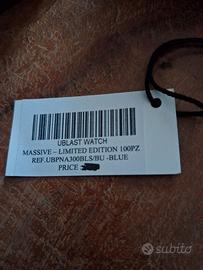 UBLAST WATCH
MASSIVE – LIMITED EDITION 100PZ
REF.UBPNA300BLS/BU -BLUE
PRICE
subito